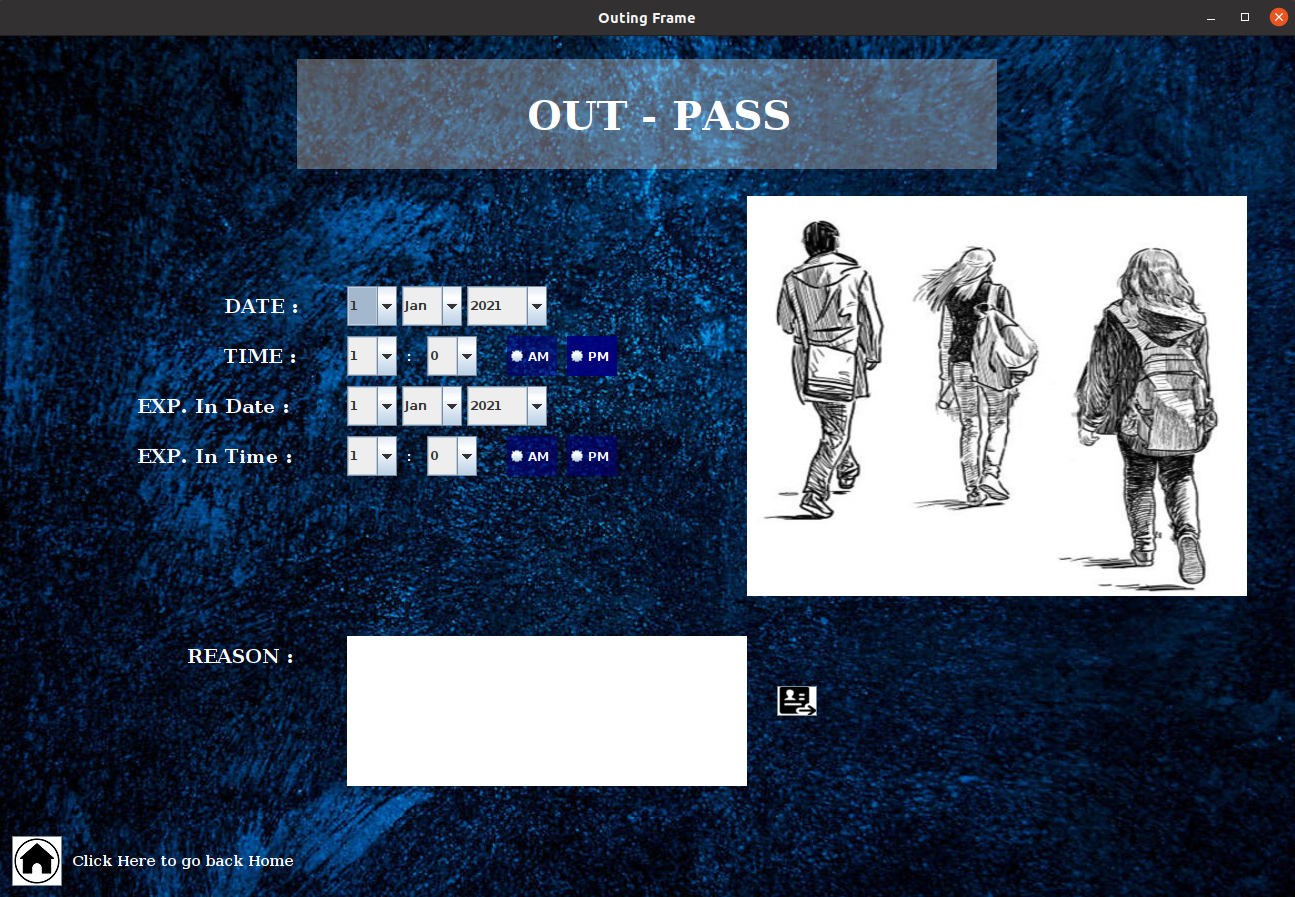 Outing Frame
OUT - PASS
DATE : 1 Jan 2021
TIME : 1 : 0 AM PM
EXP. In Date : 1 Jan 2021
EXP. In Time : 1 : 0 AM PM
REASON :
Click Here to go back Home